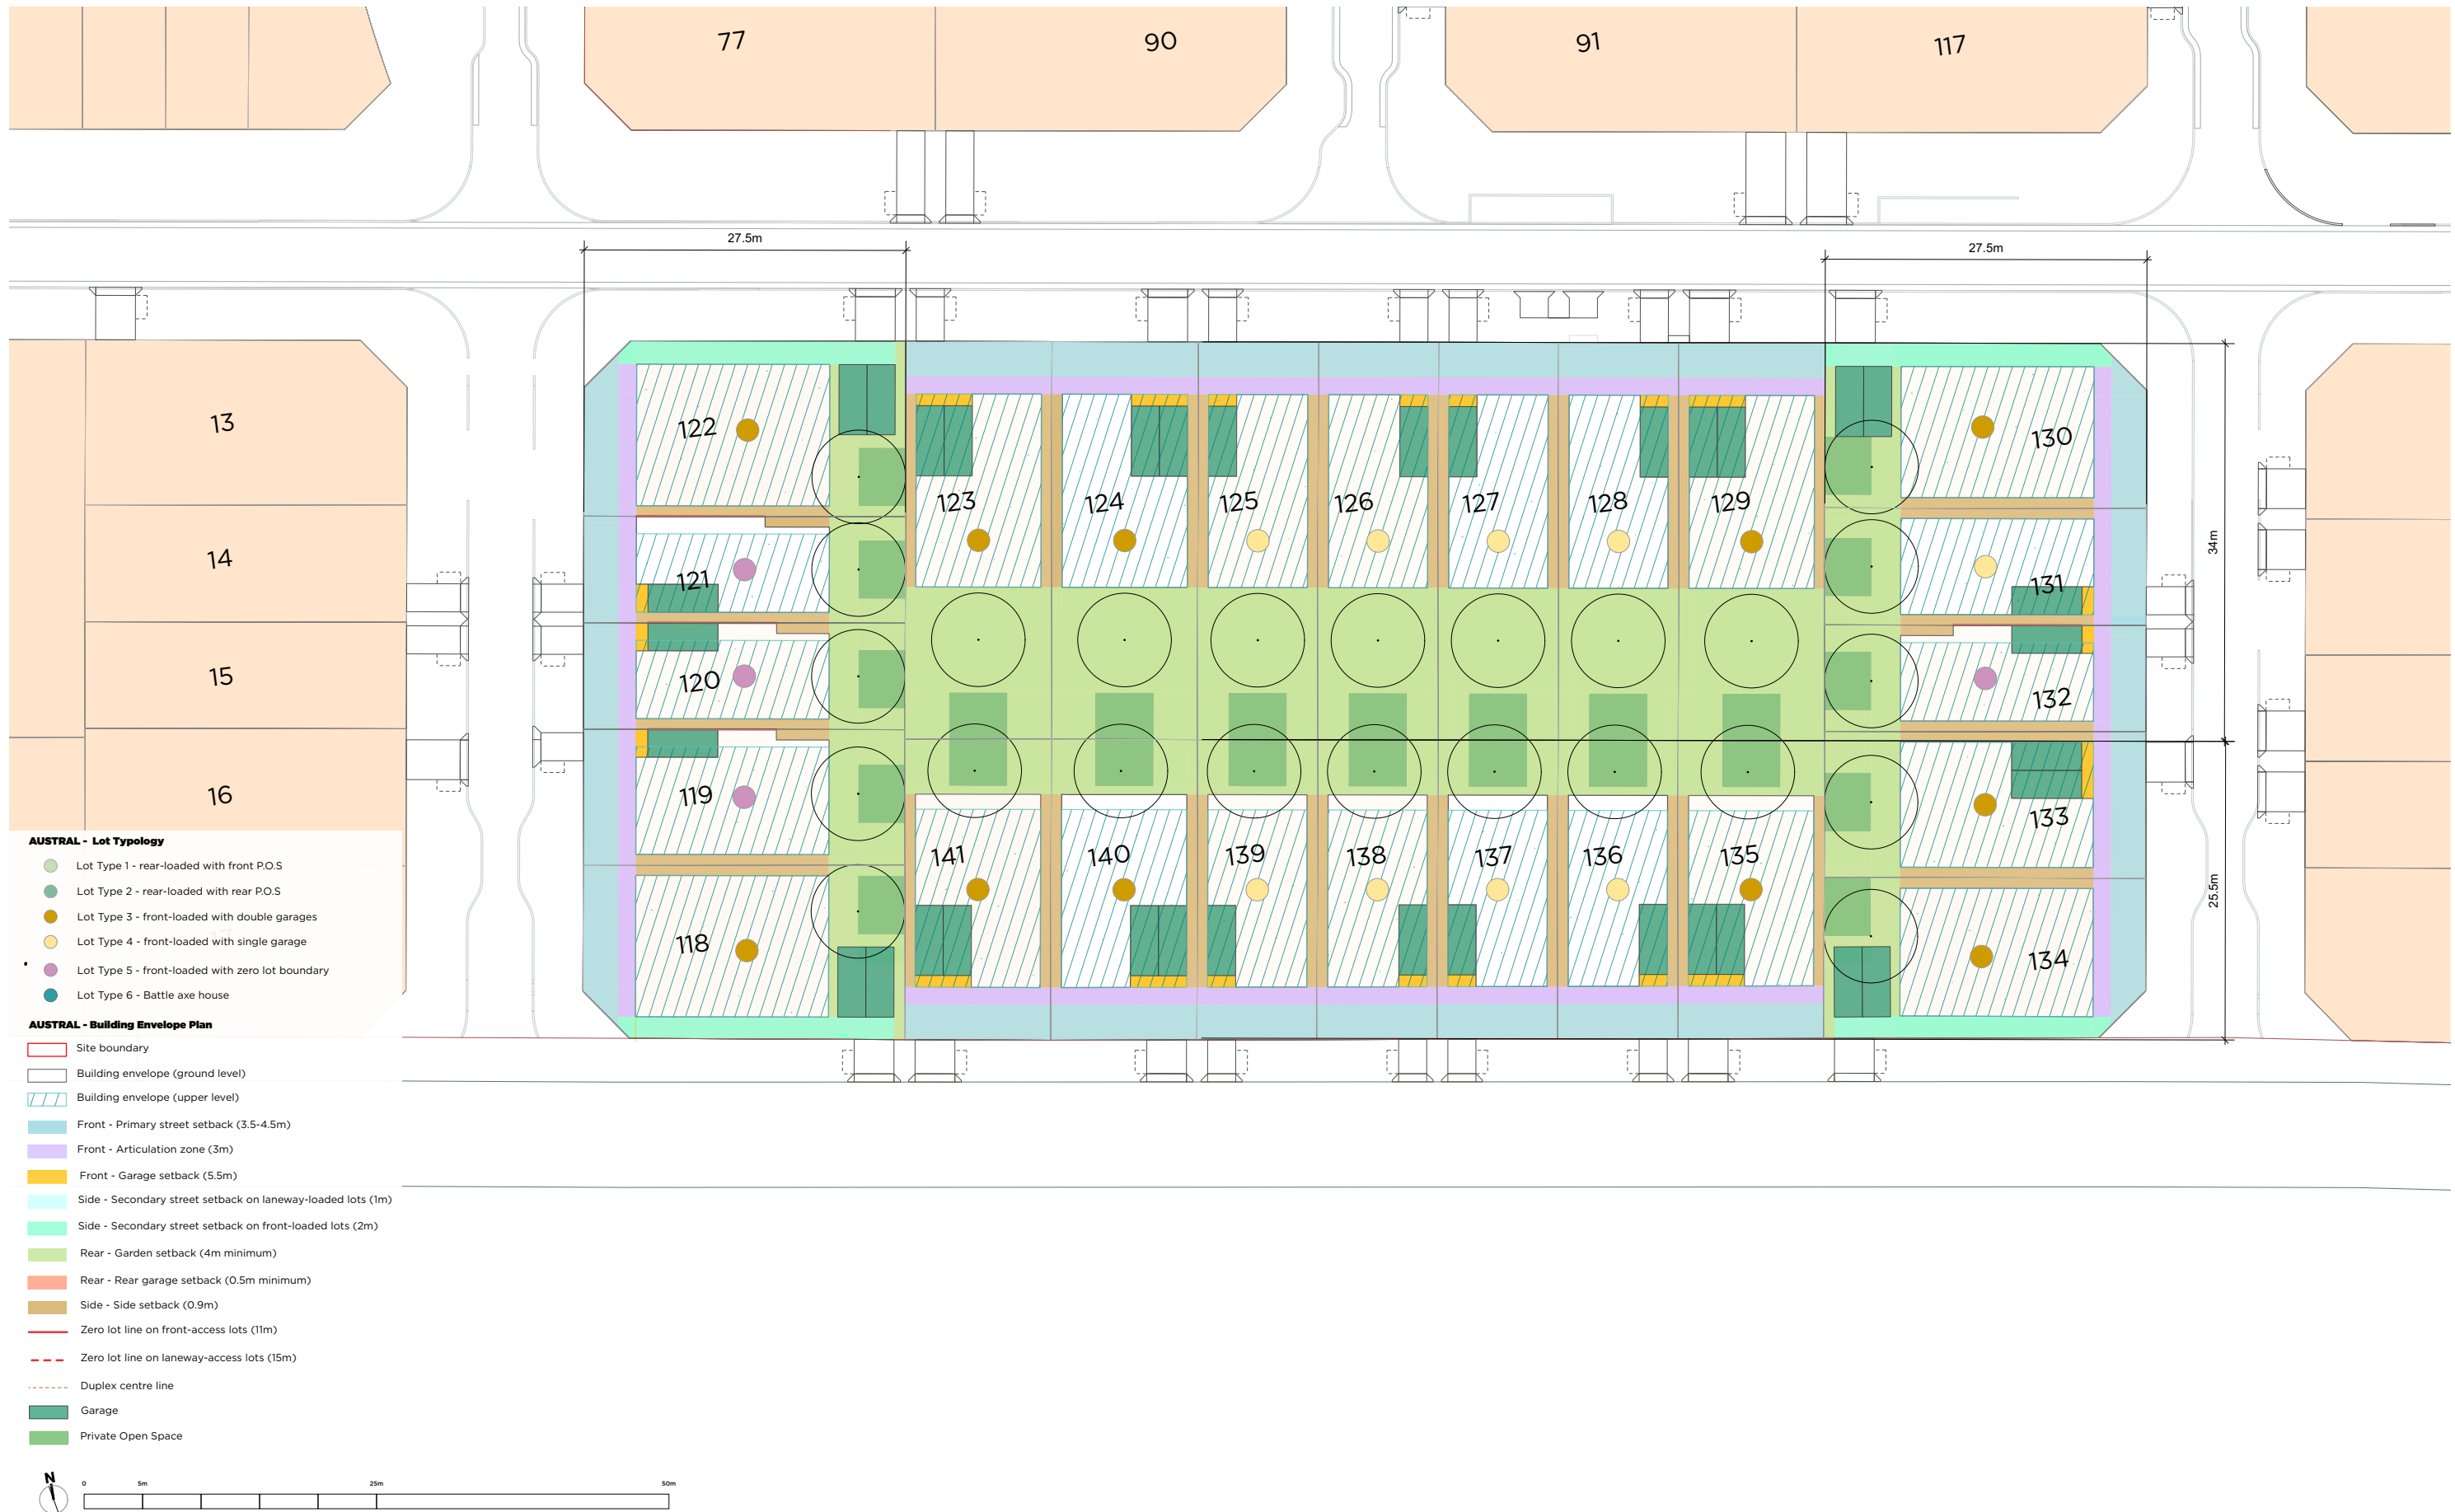 77
90
91
117
27.5m
27.5m
13
122
130
123
124
125
126
127
128
129
34m
14
121
131
15
120
132
16
119
133
141
140
139
138
137
136
135
25.5m
118
134
AUSTRAL - Lot Typology
Lot Type 1 - rear-loaded with front P.O.S
Lot Type 2 - rear-loaded with rear P.O.S
Lot Type 3 - front-loaded with double garages
Lot Type 4 - front-loaded with single garage
Lot Type 5 - front-loaded with zero lot boundary
Lot Type 6 - Battle axe house
AUSTRAL - Building Envelope Plan
Site boundary
Building envelope (ground level)
Building envelope (upper level)
Front - Primary street setback (3.5-4.5m)
Front - Articulation zone (3m)
Front - Garage setback (5.5m)
Side - Secondary street setback on laneway-loaded lots (1m)
Side - Secondary street setback on front-loaded lots (2m)
Rear - Garden setback (4m minimum)
Rear - Rear garage setback (0.5m minimum)
Side - Side setback (0.9m)
Zero lot line on front-access lots (11m)
Zero lot line on laneway-access lots (15m)
Duplex centre line
Garage
Private Open Space
N
0 5m 25m 50m